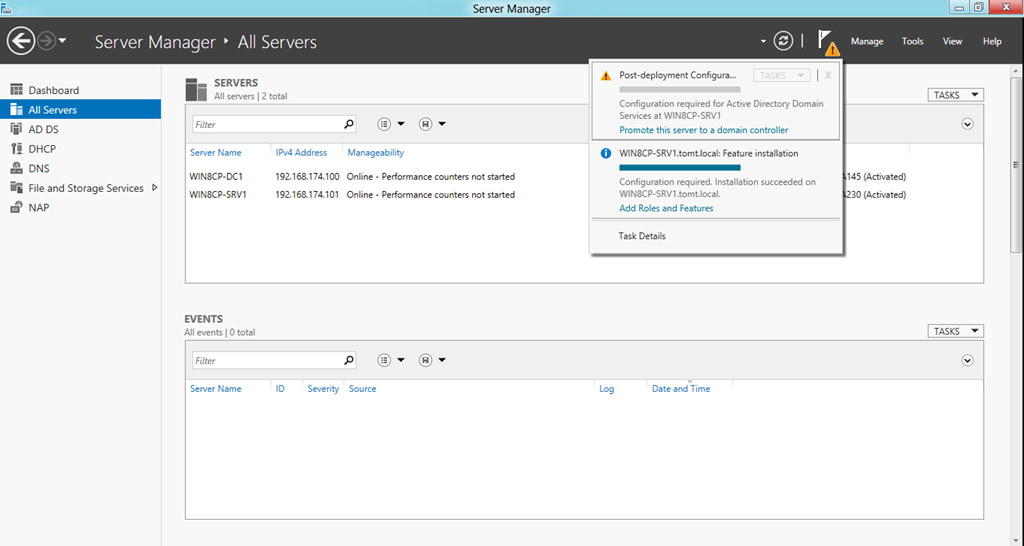 Server Manager
Server Manager • All Servers
Manage Tools View Help
Dashboard
All Servers
AD DS
DHCP
DNS
File and Storage Services
NAP
SERVERS
All servers | 2 total
TASKS
Filter
Server Name IPv4 Address Manageability
WIN8CP-DC1 192.168.174.100 Online - Performance counters not started A145 (Activated)
WIN8CP-SRV1 192.168.174.101 Online - Performance counters not started A230 (Activated)
Post-deployment Configura... TASKS X
Configuration required for Active Directory Domain
Services at WIN8CP-SRV1
Promote this server to a domain controller
WIN8CP-SRV1.tomt.local: Feature installation
Configuration required. Installation succeeded on
WIN8CP-SRV1.tomt.local.
Add Roles and Features
Task Details
EVENTS
All events | 0 total
TASKS
Filter
Server Name ID Severity Source Log Date and Time